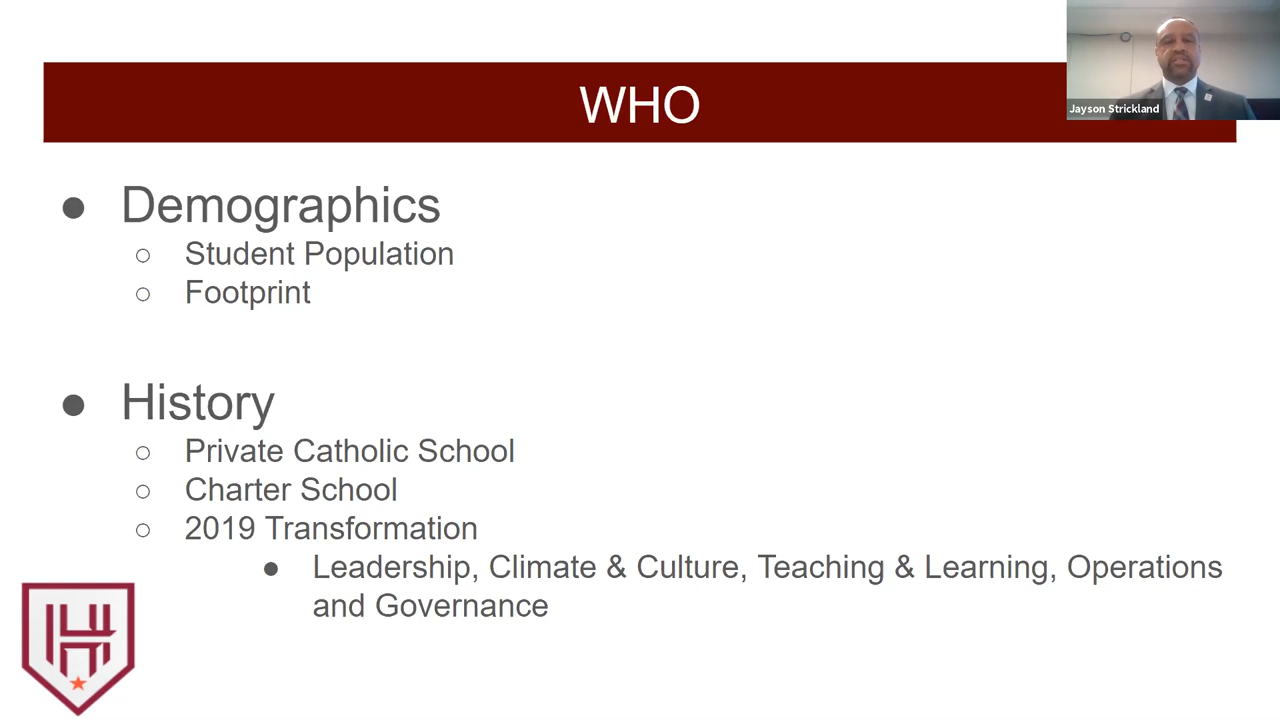 WHO
Jayson Strickland
● Demographics
○ Student Population
○ Footprint
● History
○ Private Catholic School
○ Charter School
○ 2019 Transformation
● Leadership, Climate & Culture, Teaching & Learning, Operations
and Governance
H